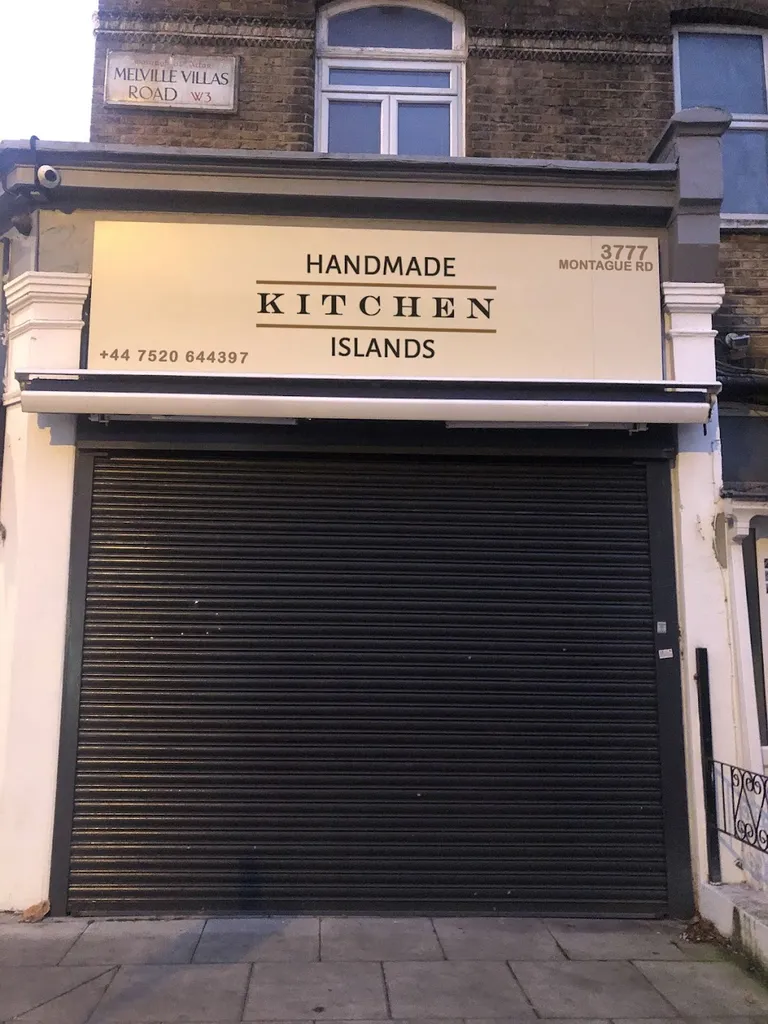 MELVILLE VILLAS
ROAD W3
HANDMADE
KITCHEN
ISLANDS
3777
MONTAGUE RD
+44 7520 644397